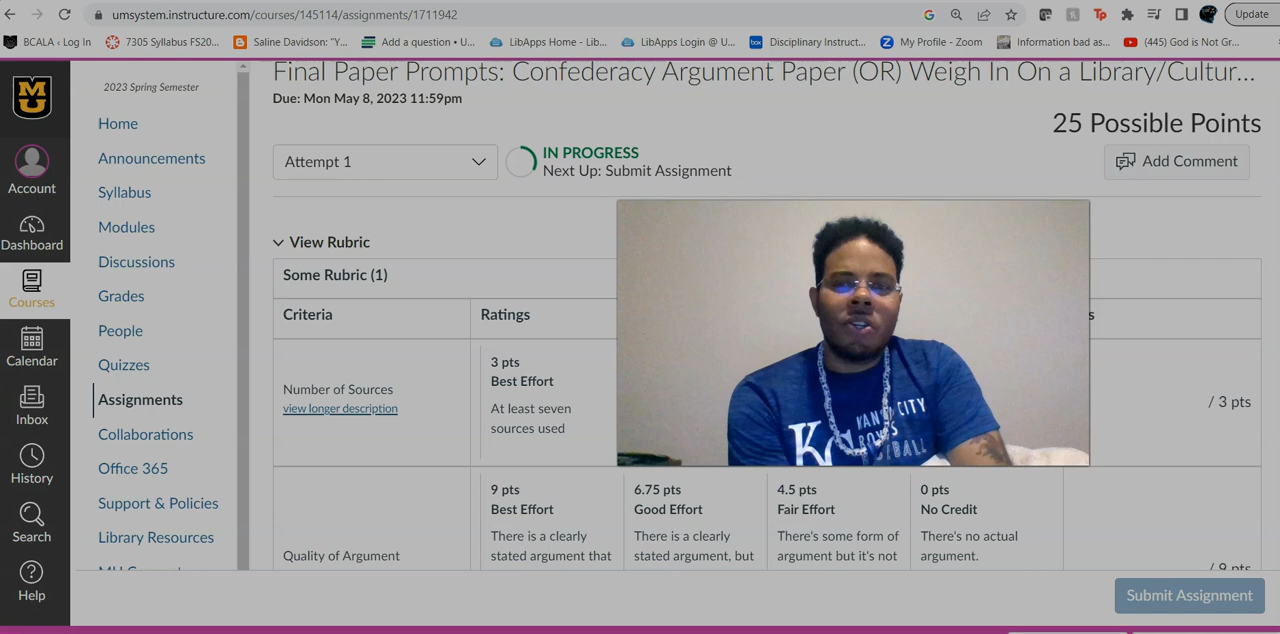 umsystem.instructure.com/courses/145114/assignments/1711942
Update
BCALA ‹ Log In
7305 Syllabus FS20...
Saline Davidson: "Y...
Add a question • U...
LibApps Home - Lib...
LibApps Login @ U...
box
Disciplinary Instruct...
My Profile - Zoom
Information bad as...
(445) God is Not Gr...
Final Paper Prompts: Confederacy Argument Paper (OR) Weigh In On a Library/Cultur...
2023 Spring Semester
Due: Mon May 8, 2023 11:59pm
25 Possible Points
Home
Announcements
Syllabus
Modules
Discussions
Grades
People
Quizzes
Assignments
Collaborations
Office 365
Support & Policies
Library Resources
Account
Dashboard
Courses
Calendar
Inbox
History
Search
Help
Attempt 1
IN PROGRESS
Next Up: Submit Assignment
Add Comment
View Rubric
Some Rubric (1)
Criteria
Ratings
s
Number of Sources
view longer description
3 pts
Best Effort
At least seven
sources used
/ 3 pts
Quality of Argument
9 pts
Best Effort
There is a clearly
stated argument that
6.75 pts
Good Effort
There is a clearly
stated argument, but
4.5 pts
Fair Effort
There's some form of
argument but it's not
0 pts
No Credit
There's no actual
argument.
/ 9 pts
Submit Assignment
KC
KANSAS CITY
ROYALS
BASEBALL